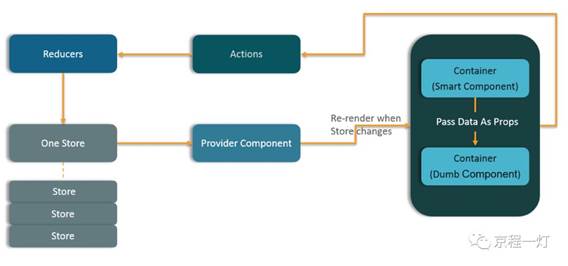 Reducers
Actions
Container
(Smart Component)
Pass Data As Props
Re-render when
Store changes
One Store
Provider Component
Container
(Dumb Component)
Store
Store
Store
京程一灯